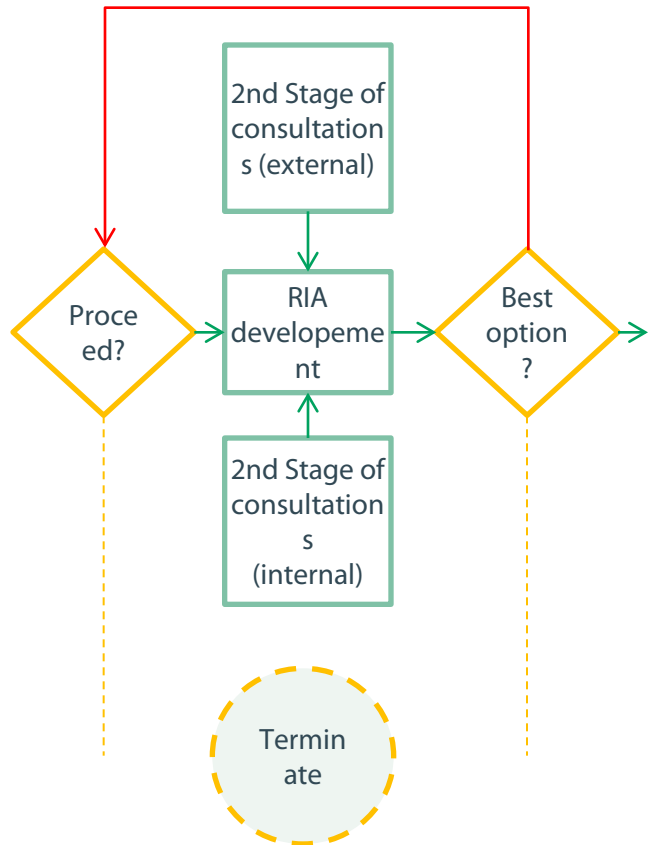 2nd Stage of
consultation
s (external)
Proce
ed?
RIA
developeme
nt
Best
option
?
2nd Stage of
consultation
s
(internal)
Termin
ate